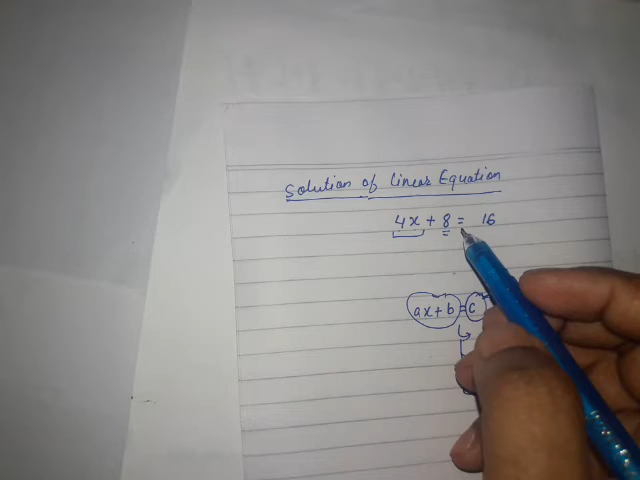 Solution of Linear Equation
4x + 8 = 16
ax + b = c